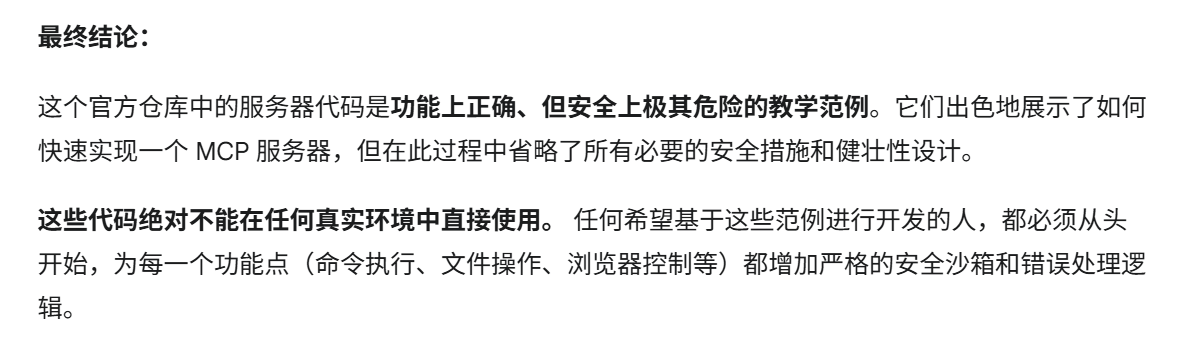 最终结论：
这个官方仓库中的服务器代码是功能上正确、但安全上极其危险的教学范例。它们出色地展示了如何
快速实现一个 MCP 服务器，但在此过程中省略了所有必要的安全措施和健壮性设计。
这些代码绝对不能在任何真实环境中直接使用。 任何希望基于这些范例进行开发的人，都必须从头
开始，为每一个功能点（命令执行、文件操作、浏览器控制等）都增加严格的安全沙箱和错误处理逻
辑。